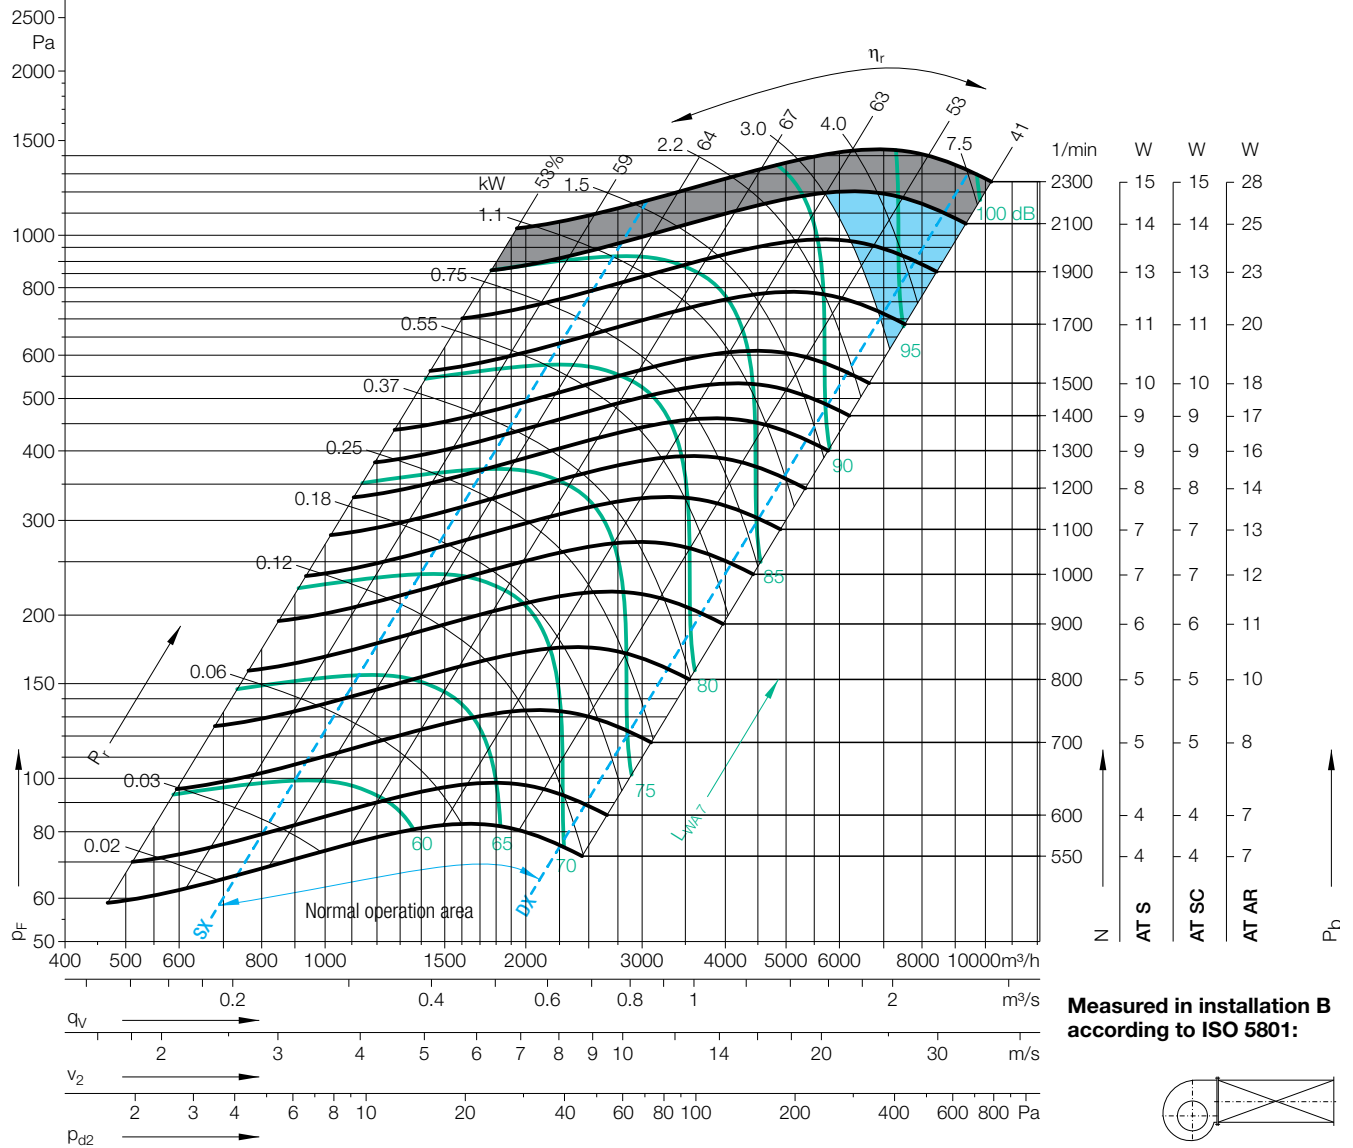 2500
Pa
2000
1500
1000
800
600
500
400
300
200
150
100
80
60
50
pF
ηr
53%
59
64
67
63
53
41
kW
1.1
1.5
2.2
3.0
4.0
7.5
0.75
0.55
0.37
0.25
0.18
0.12
0.06
0.03
0.02
Pr
100 dB
95
90
85
80
75
70
65
60
LWA7
SX
DX
Normal operation area
1/min W W W
2300 15 15 28
2100 14 14 25
1900 13 13 23
1700 11 11 20
1500 10 10 18
1400 9 9 17
1300 9 9 16
1200 8 8 14
1100 7 7 13
1000 7 7 12
900 6 6 11
800 5 5 10
700 5 5 8
600 4 4 7
550 4 4 7
N AT S AT SC AT AR Pb
400 500 600 800 1000 1500 2000 3000 4000 5000 6000 8000 10000 m³/h
0.2 0.4 0.6 0.8 1 2 m³/s
qV
2 3 4 5 6 7 8 9 10 14 20 30 m/s
v2
2 3 4 6 8 10 20 40 60 80 100 200 400 600 800 Pa
pd2
Measured in installation B
according to ISO 5801: